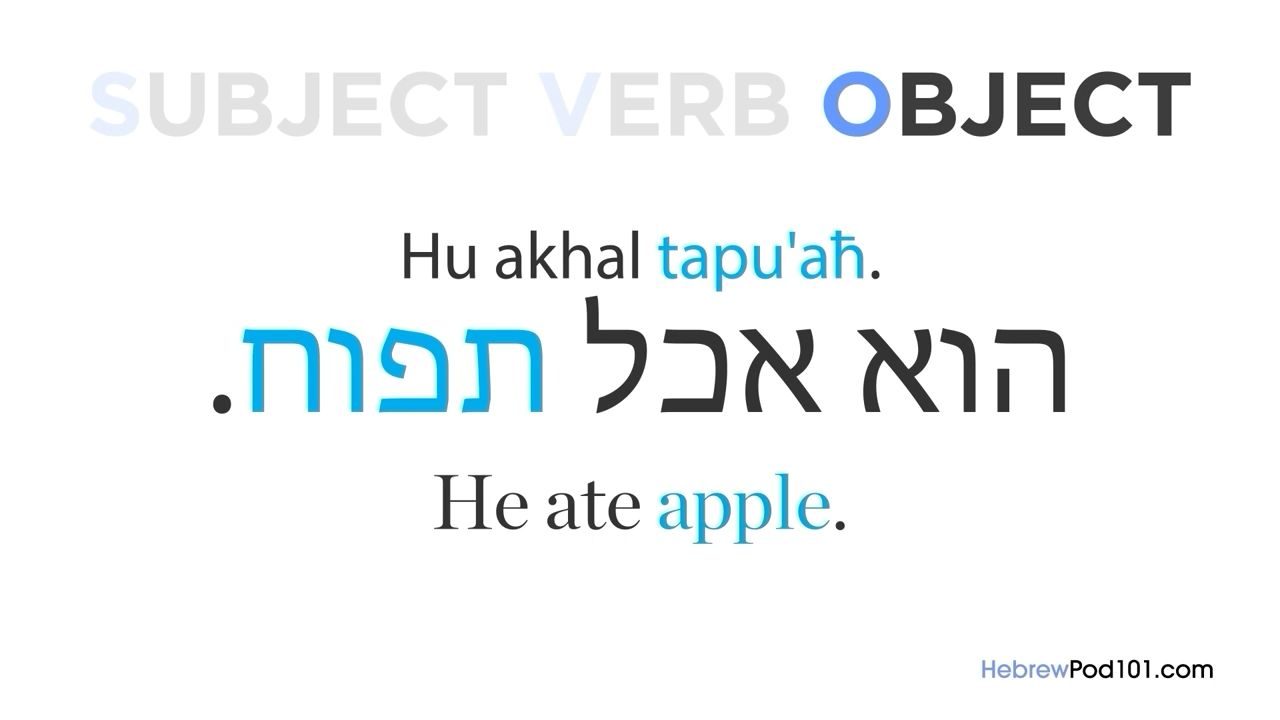 SUBJECT VERB OBJECT
Hu akhal tapu'aħ.
הוא אכל תפוח.
He ate apple.
HebrewPod101.com